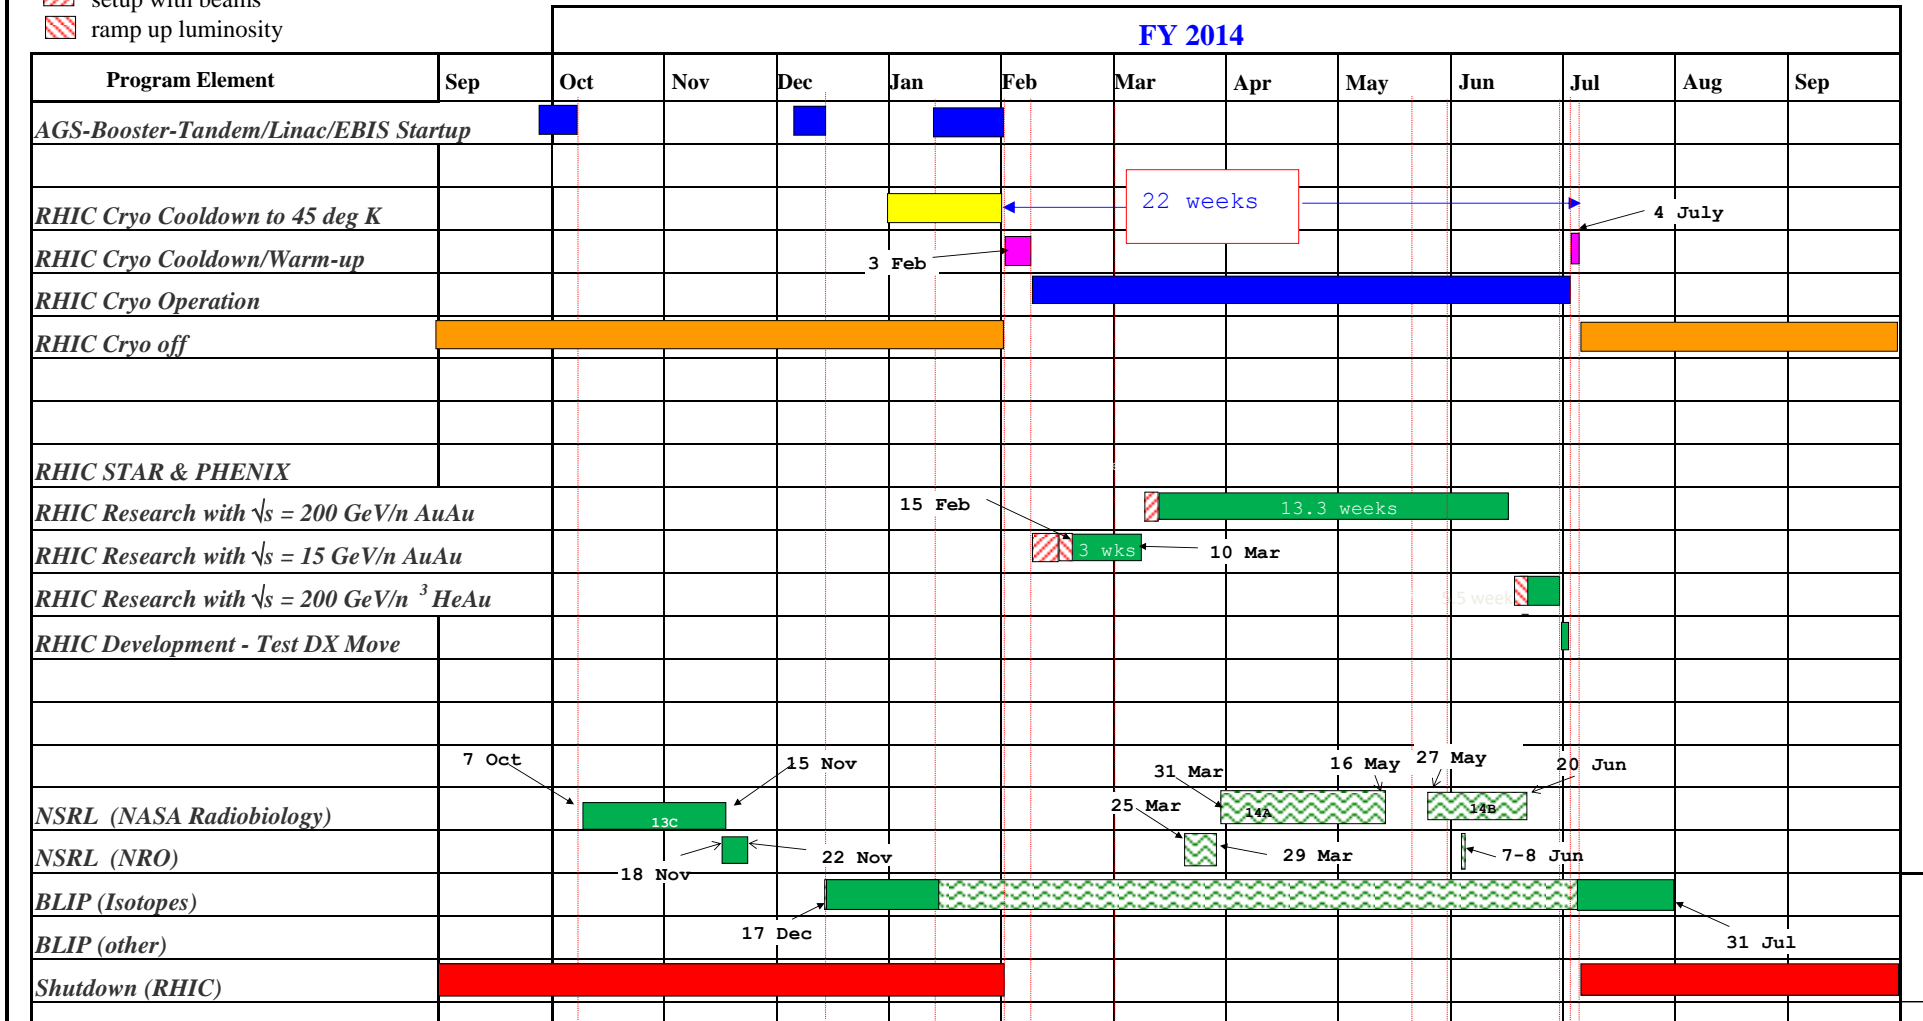 setup with beams
ramp up luminosity
FY 2014
Program Element Sep Oct Nov Dec Jan Feb Mar Apr May Jun Jul Aug Sep
AGS-Booster-Tandem/Linac/EBIS Startup
22 weeks
RHIC Cryo Cooldown to 45 deg K
4 July
RHIC Cryo Cooldown/Warm-up
3 Feb
RHIC Cryo Operation
RHIC Cryo off
RHIC STAR & PHENIX
RHIC Research with √s = 200 GeV/n AuAu
15 Feb
13.3 weeks
RHIC Research with √s = 15 GeV/n AuAu
3 wks
10 Mar
RHIC Research with √s = 200 GeV/n ³HeAu
5 week
RHIC Development - Test DX Move
7 Oct
15 Nov
31 Mar
16 May
27 May
20 Jun
NSRL (NASA Radiobiology)
13C
25 Mar
14A
14B
NSRL (NRO)
18 Nov
22 Nov
29 Mar
7-8 Jun
BLIP (Isotopes)
17 Dec
31 Jul
BLIP (other)
Shutdown (RHIC)